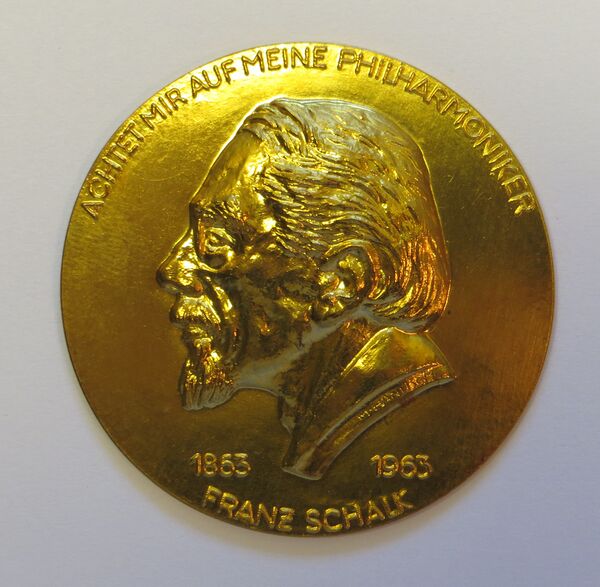 ACHTET MIR AUF MEINE PHILHARMONIKER
1863 1963
FRANZ SCHALK